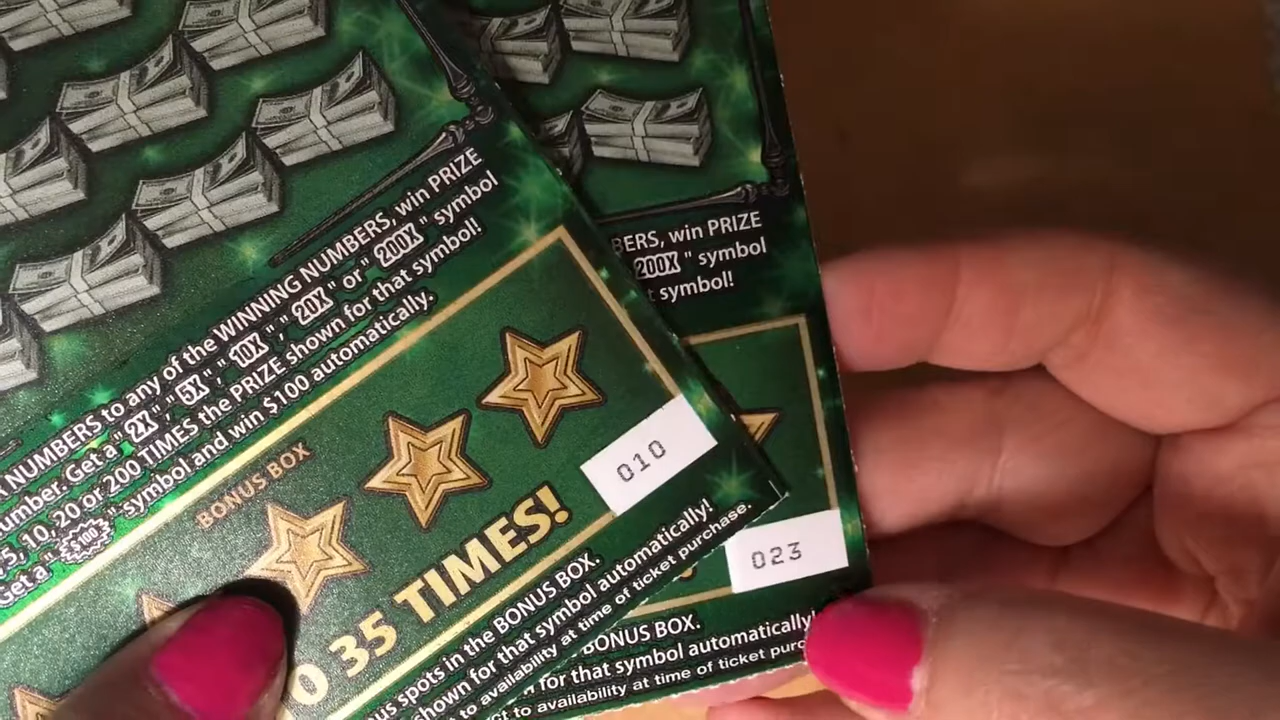 NUMBERS to any of the WINNING NUMBERS, win PRIZE
number. Get a "2X", "5X", "10X", "20X" or "200X" symbol
5, 10, 20 or 200 TIMES the PRIZE shown for that symbol!
Get a "$100" symbol and win $100 automatically.
BONUS BOX
35 TIMES!
010
spots in the BONUS BOX.
shown for that symbol automatically!
to availability at time of ticket purchase.
win PRIZE
200X" symbol
symbol!
023
BONUS BOX.
for that symbol automatically!
to availability at time of ticket